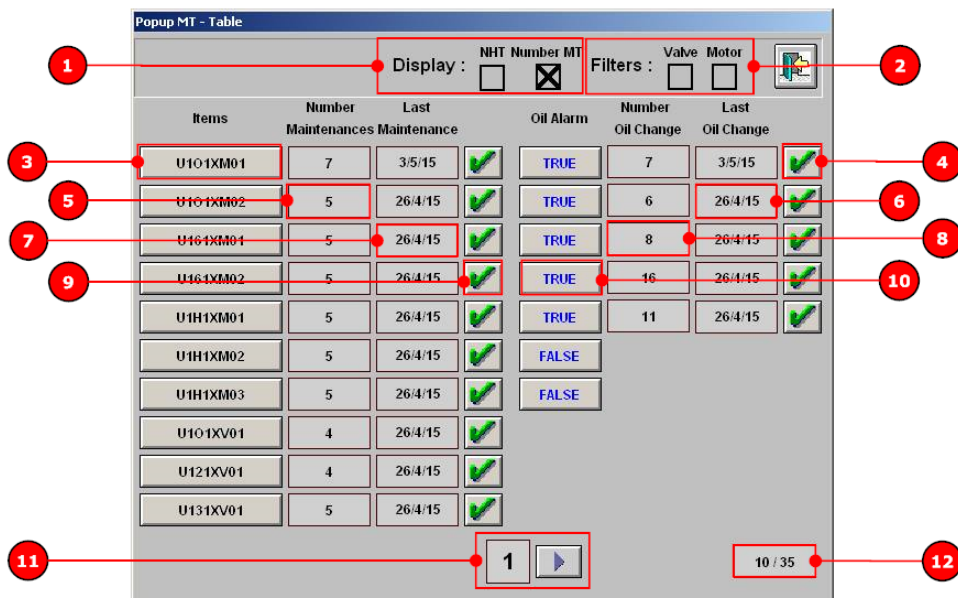 Popup MT - Table
NHT Number MT Valve Motor
1 Display : Filters : 2
Number Last Number Last
Items Maintenances Maintenance Oil Alarm Oil Change Oil Change
3 U1O1XM01 7 3/5/15 TRUE 7 3/5/15 4
5 U1O1XM02 5 26/4/15 TRUE 6 26/4/15 6
7 U161XM01 5 26/4/15 TRUE 8 26/4/15 8
9 U161XM02 5 26/4/15 TRUE 16 26/4/15 10
U1H1XM01 5 26/4/15 TRUE 11 26/4/15
U1H1XM02 5 26/4/15 FALSE
U1H1XM03 5 26/4/15 FALSE
U1O1XV01 4 26/4/15
U121XV01 4 26/4/15
U131XV01 5 26/4/15
11 1 10 / 35 12